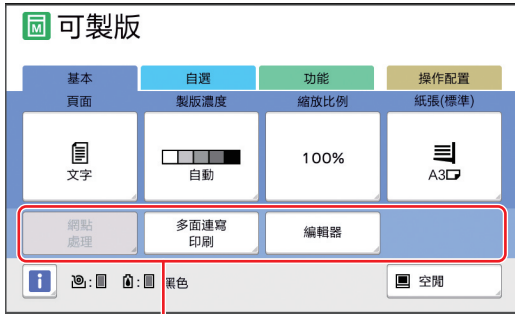 可製版
基本 自選 功能 操作配置
頁面 製版濃度 縮放比例 紙張(標準)
文字 自動 100% A3
網點
處理
多面連寫
印刷
編輯器
i : : 黑色 空閒